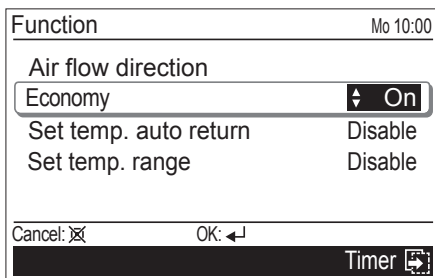 Function Mo 10:00
Air flow direction
Economy On
Set temp. auto return Disable
Set temp. range Disable
Cancel: OK:
Timer